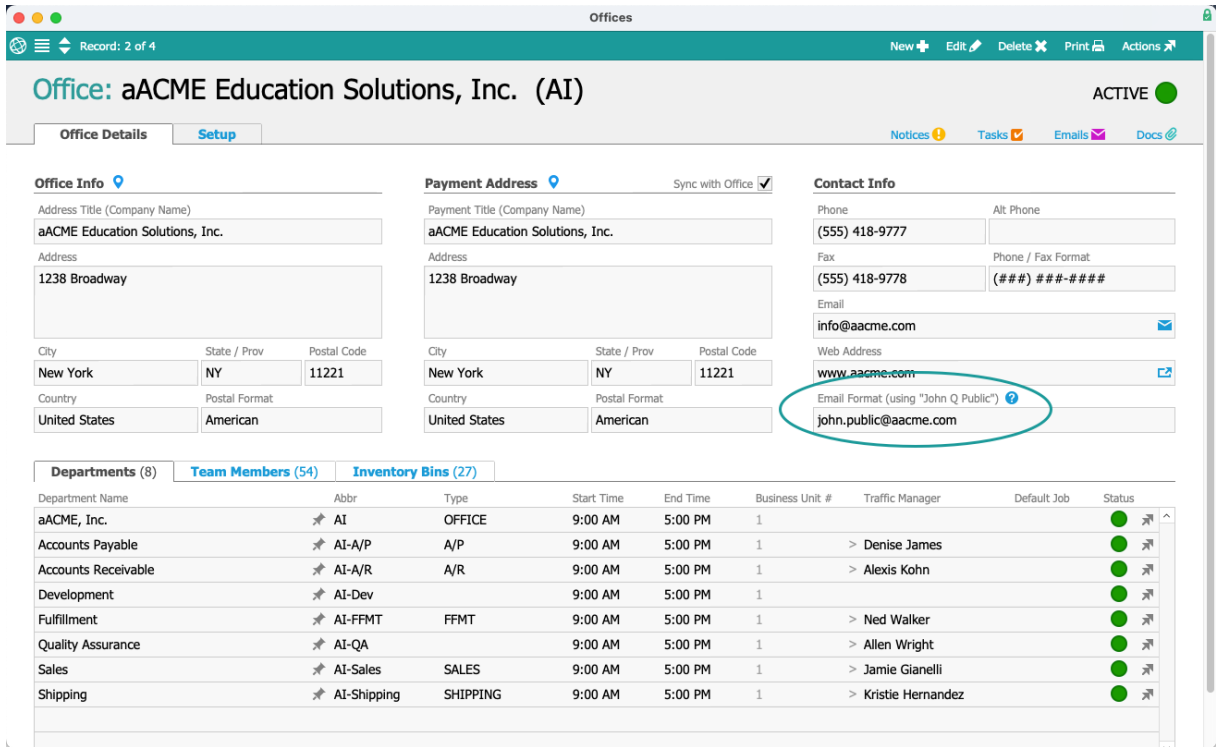 Offices
Record: 2 of 4 New Edit Delete Print Actions
Office: aACME Education Solutions, Inc. (AI) ACTIVE
Office Details Setup Notices Tasks Emails Docs
Office Info Payment Address Sync with Office Contact Info
Address Title (Company Name) Payment Title (Company Name) Phone Alt Phone
aACME Education Solutions, Inc. aACME Education Solutions, Inc. (555) 418-9777
Address Address Fax Phone / Fax Format
1238 Broadway 1238 Broadway (555) 418-9778 (###) ###-####
Email
info@aacme.com
City State / Prov Postal Code City State / Prov Postal Code Web Address
New York NY 11221 New York NY 11221 www.aacme.com
Country Postal Format Country Postal Format Email Format (using "John Q Public") ?
United States American United States American john.public@aacme.com
Departments (8) Team Members (54) Inventory Bins (27)
Department Name Abbr Type Start Time End Time Business Unit # Traffic Manager Default Job Status
aACME, Inc. AI OFFICE 9:00 AM 5:00 PM 1
Accounts Payable AI-A/P A/P 9:00 AM 5:00 PM 1 > Denise James
Accounts Receivable AI-A/R A/R 9:00 AM 5:00 PM 1 > Alexis Kohn
Development AI-Dev 9:00 AM 5:00 PM 1
Fulfillment AI-FFMT FFMT 9:00 AM 5:00 PM 1 > Ned Walker
Quality Assurance AI-QA 9:00 AM 5:00 PM 1 > Allen Wright
Sales AI-Sales SALES 9:00 AM 5:00 PM 1 > Jamie Gianelli
Shipping AI-Shipping SHIPPING 9:00 AM 5:00 PM 1 > Kristie Hernandez